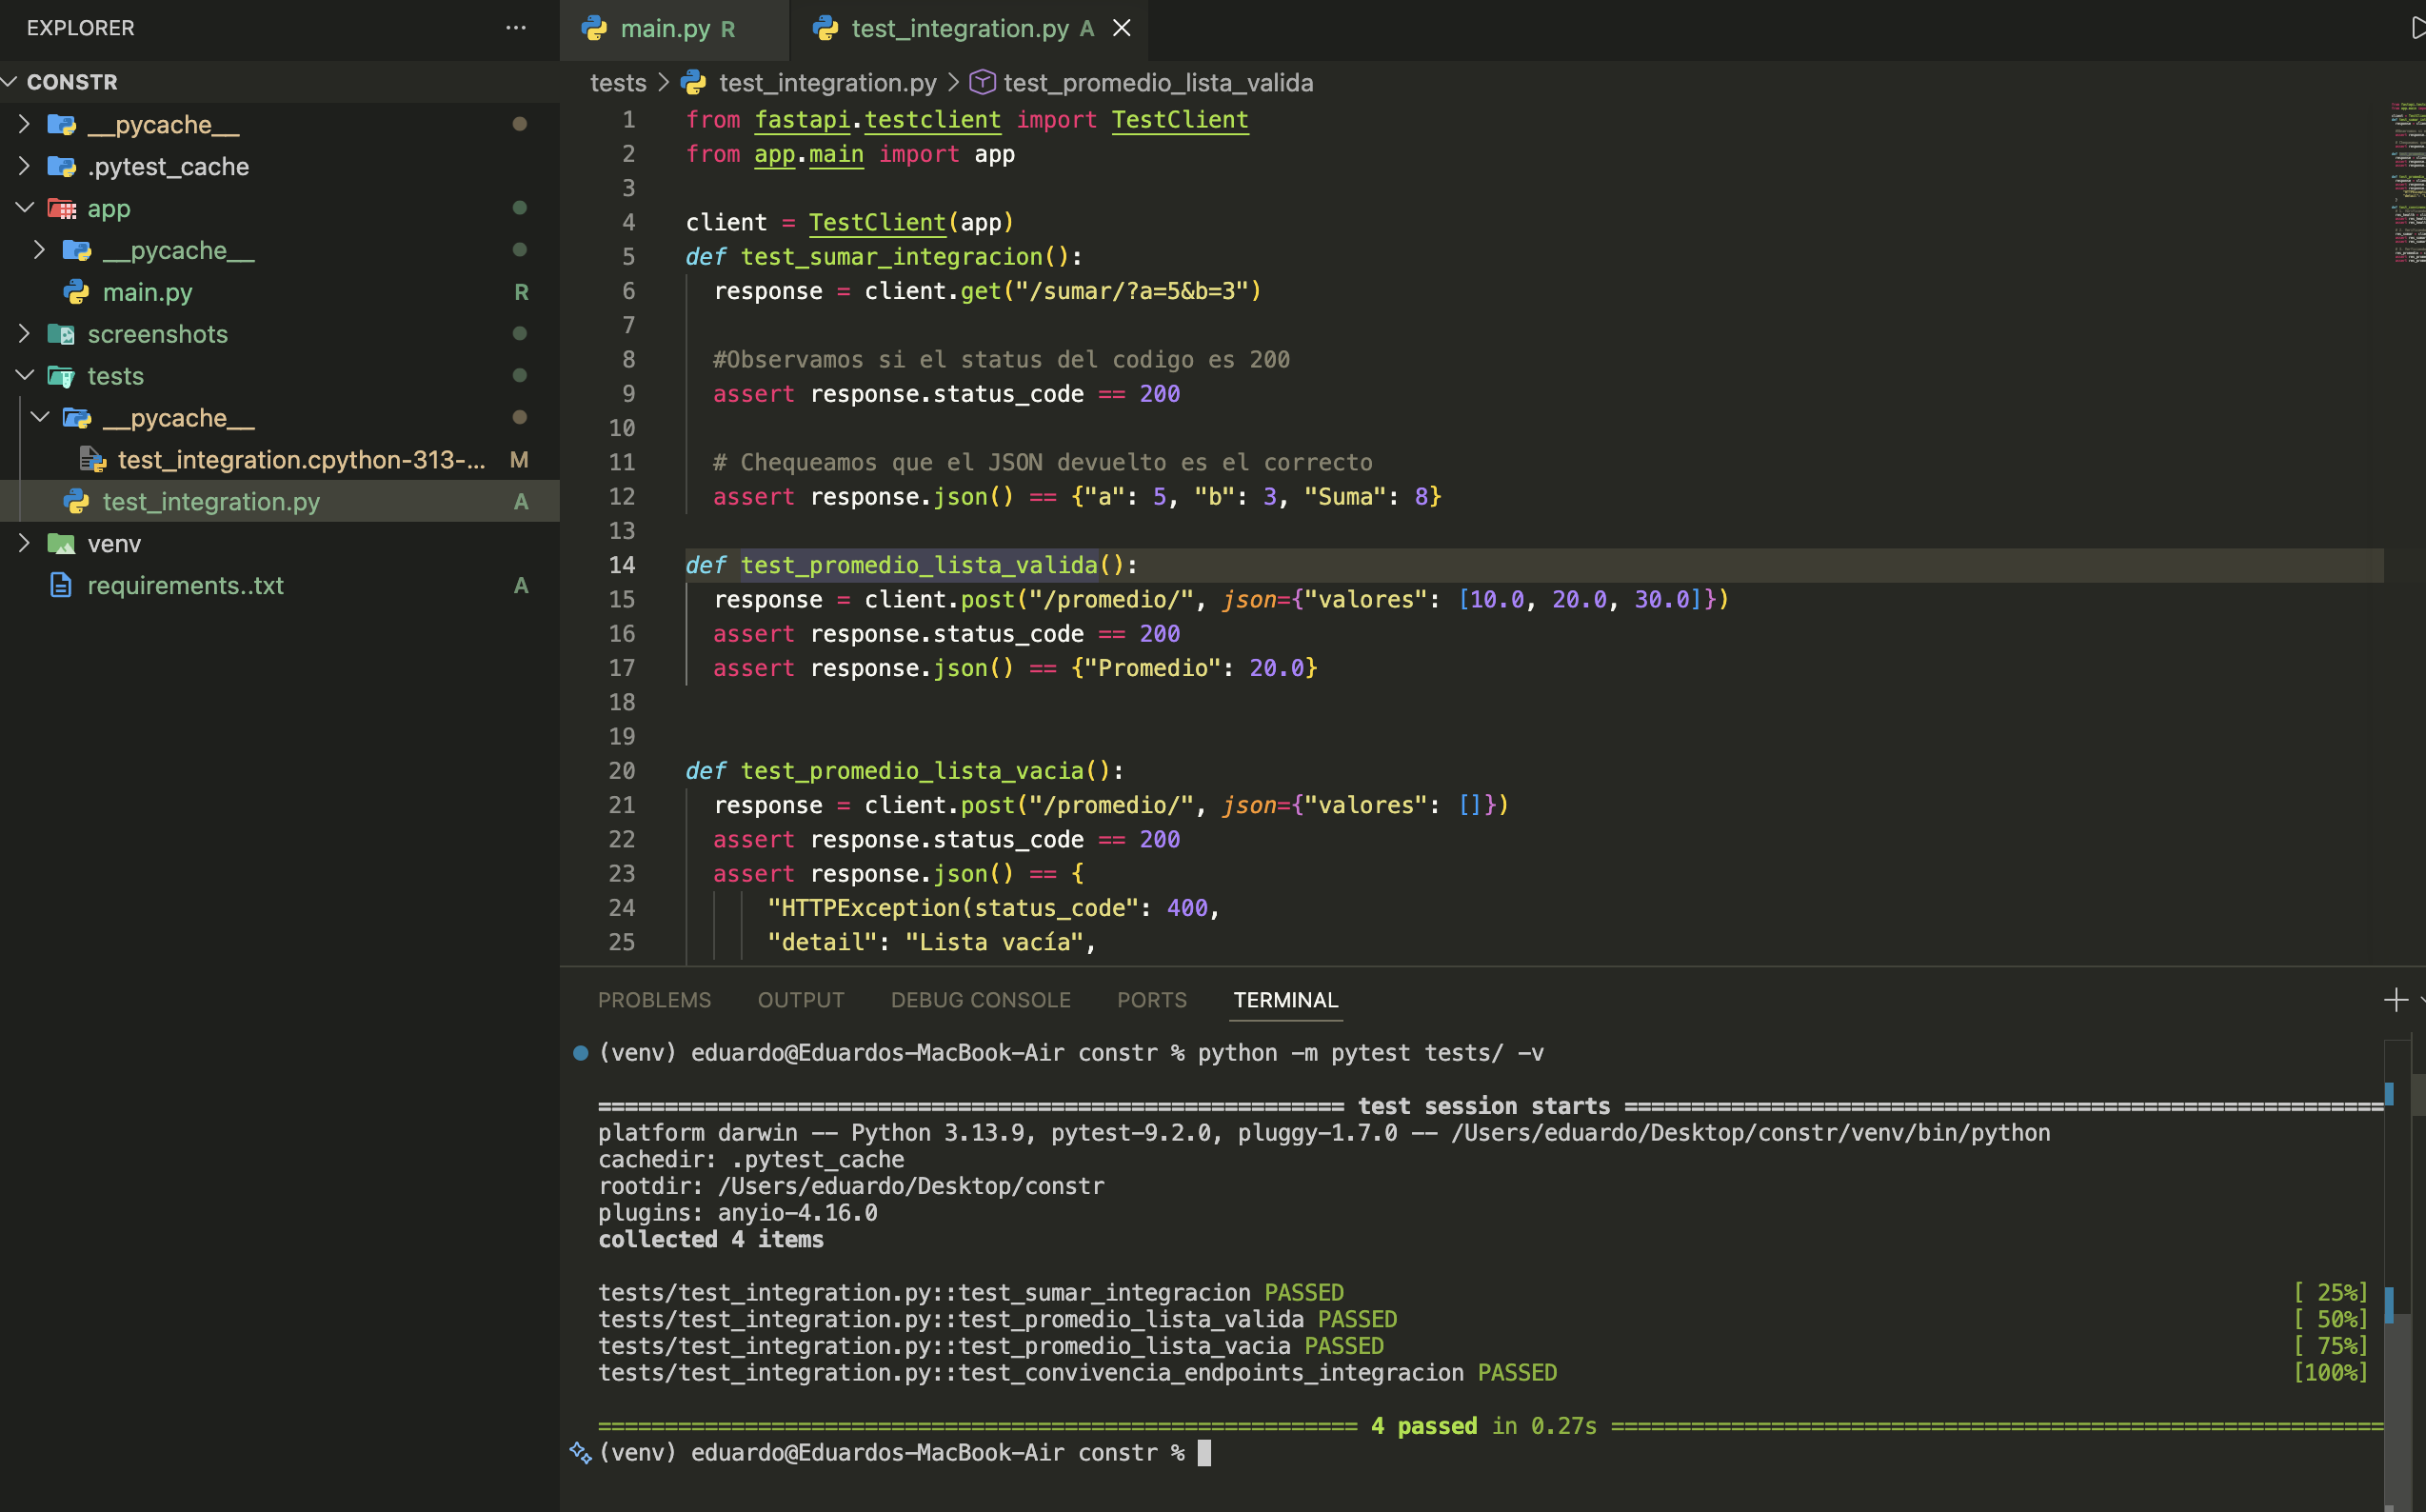 EXPLORER
CONSTR
__pycache__
.pytest_cache
app
__pycache__
main.py R
screenshots
tests
__pycache__
test_integration.cpython-313-... M
test_integration.py A
venv
requirements..txt A
main.py R
test_integration.py A
tests > test_integration.py > test_promedio_lista_valida
1 from fastapi.testclient import TestClient
2 from app.main import app
3
4 client = TestClient(app)
5 def test_sumar_integracion():
6 response = client.get("/sumar/?a=5&b=3")
7
8 #Observamos si el status del codigo es 200
9 assert response.status_code == 200
10
11 # Chequeamos que el JSON devuelto es el correcto
12 assert response.json() == {"a": 5, "b": 3, "Suma": 8}
13
14 def test_promedio_lista_valida():
15 response = client.post("/promedio/", json={"valores": [10.0, 20.0, 30.0]})
16 assert response.status_code == 200
17 assert response.json() == {"Promedio": 20.0}
18
19
20 def test_promedio_lista_vacia():
21 response = client.post("/promedio/", json={"valores": []})
22 assert response.status_code == 200
23 assert response.json() == {
24 "HTTPException(status_code": 400,
25 "detail": "Lista vacía",
PROBLEMS OUTPUT DEBUG CONSOLE PORTS TERMINAL
(venv) eduardo@Eduardos-MacBook-Air constr % python -m pytest tests/ -v
======================================================== test session starts =========================================================
platform darwin -- Python 3.13.9, pytest-9.2.0, pluggy-1.7.0 -- /Users/eduardo/Desktop/constr/venv/bin/python
cachedir: .pytest_cache
rootdir: /Users/eduardo/Desktop/constr
plugins: anyio-4.16.0
collected 4 items
tests/test_integration.py::test_sumar_integracion PASSED [ 25%]
tests/test_integration.py::test_promedio_lista_valida PASSED [ 50%]
tests/test_integration.py::test_promedio_lista_vacia PASSED [ 75%]
tests/test_integration.py::test_convivencia_endpoints_integracion PASSED [100%]
========================================================= 4 passed in 0.27s ==========================================================
(venv) eduardo@Eduardos-MacBook-Air constr %